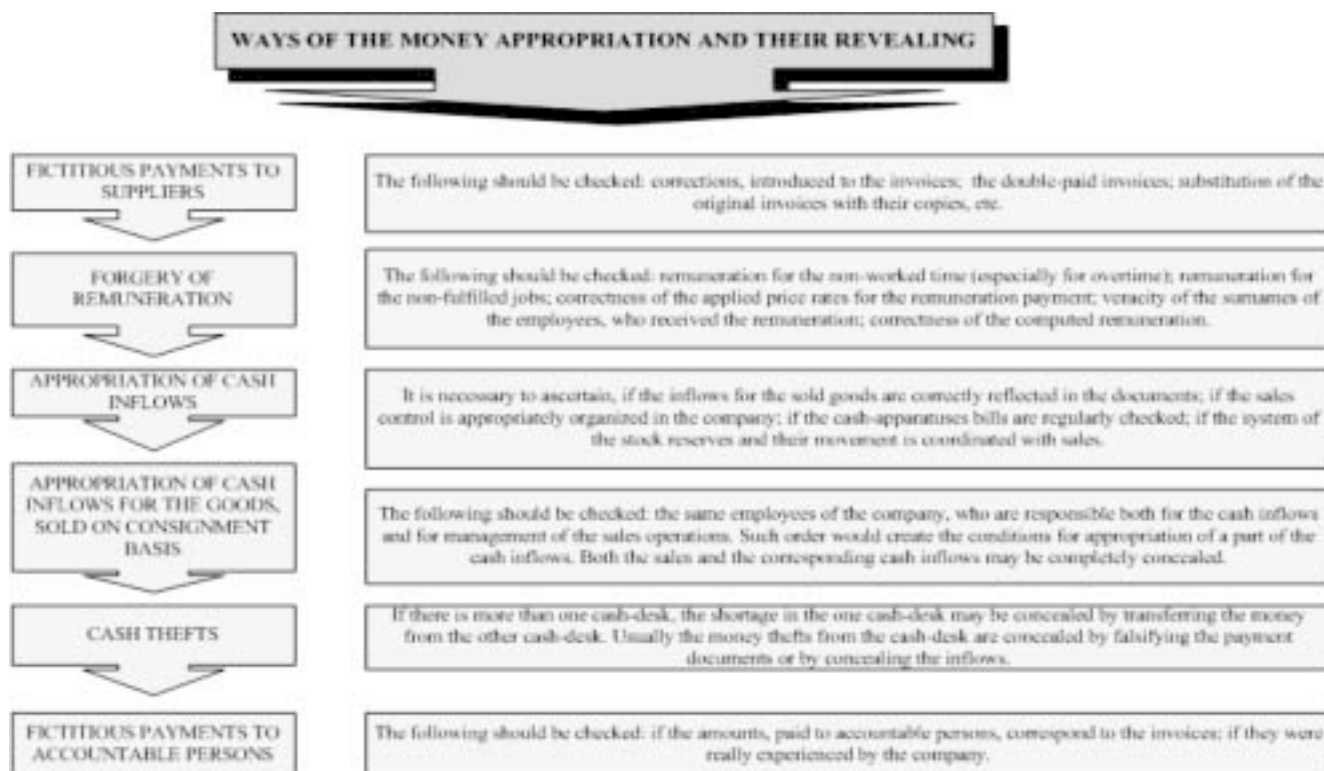 WAYS OF THE MONEY APPROPRIATION AND THEIR REVEALING
FICTITIOUS PAYMENTS TO
SUPPLIERS
The following should be checked: corrections, introduced to the invoices; the double-paid invoices; substitution of the
original invoices with their copies, etc.
FORGERY OF
REMUNERATION
The following should be checked: remuneration for the non-worked time (especially for overtime); remuneration for
the non-fulfilled jobs; correctness of the applied price rates for the remuneration payment; veracity of the surnames of
the employees, who received the remuneration; correctness of the computed remuneration.
APPROPRIATION OF CASH
INFLOWS
It is necessary to ascertain, if the inflows for the sold goods are correctly reflected in the documents; if the sales
control is appropriately organized in the company; if the cash-apparatuses bills are regularly checked; if the system of
the stock reserves and their movement is coordinated with sales.
APPROPRIATION OF CASH
INFLOWS FOR THE GOODS,
SOLD ON CONSIGNMENT
BASIS
The following should be checked: the same employees of the company, who are responsible both for the cash inflows
and for management of the sales operations. Such order would create the conditions for appropriation of a part of the
cash inflows. Both the sales and the corresponding cash inflows may be completely concealed.
CASH THEFTS
If there is more than one cash-desk, the shortage in the one cash-desk may be concealed by transferring the money
from the other cash-desk. Usually the money thefts from the cash-desk are concealed by falsifying the payment
documents or by concealing the inflows.
FICTITIOUS PAYMENTS TO
ACCOUNTABLE PERSONS
The following should be checked: if the amounts, paid to accountable persons, correspond to the invoices; if they were
really experienced by the company.